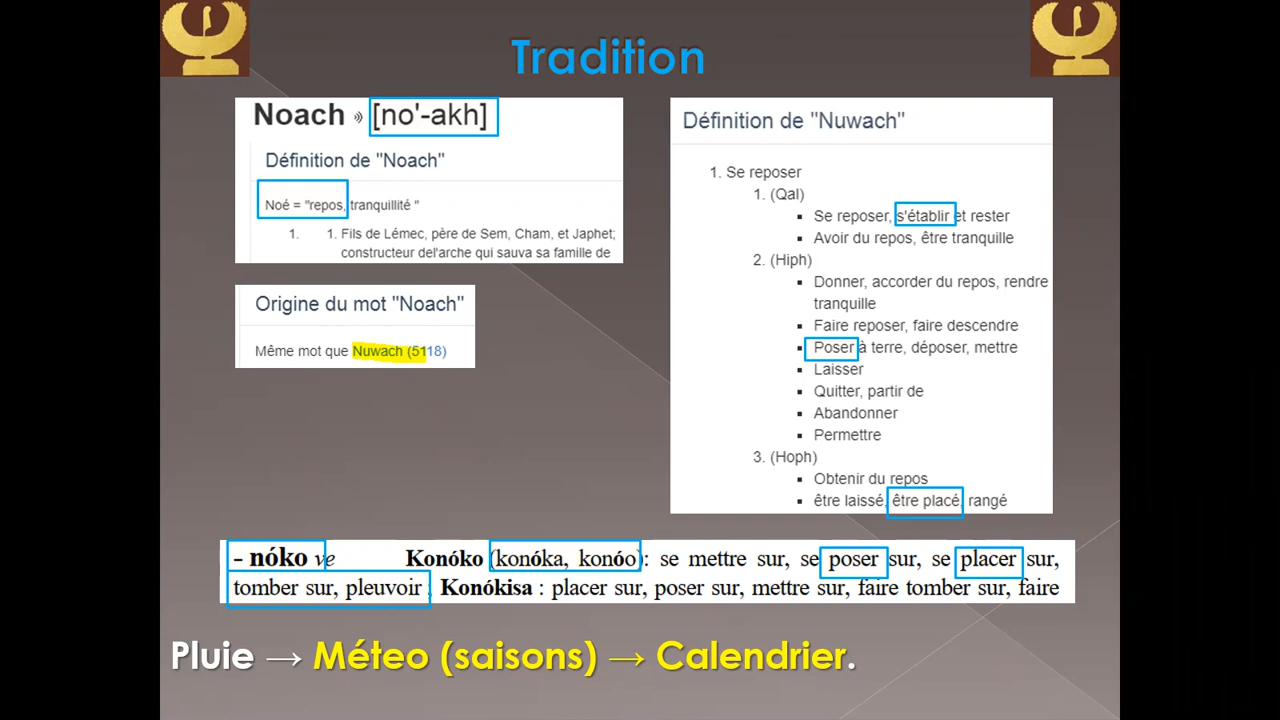 Tradition
Noach [no'-akh]
Définition de "Noach"
Noé = "repos, tranquillité "
1. 1. Fils de Lémec, père de Sem, Cham, et Japhet;
constructeur del'arche qui sauva sa famille de
Origine du mot "Noach"
Même mot que Nuwach (5118)
Définition de "Nuwach"
1. Se reposer
1. (Qal)
Se reposer, s'établir et rester
Avoir du repos, être tranquille
2. (Hiph)
Donner, accorder du repos, rendre
tranquille
Faire reposer, faire descendre
Poser à terre, déposer, mettre
Laisser
Quitter, partir de
Abandonner
Permettre
3. (Hoph)
Obtenir du repos
être laissé, être placé, rangé
- nóko ve Konóko (konóka, konóo): se mettre sur, se poser sur, se placer sur,
tomber sur, pleuvoir ; Konókisa : placer sur, poser sur, mettre sur, faire tomber sur, faire
Pluie → Méteo (saisons) → Calendrier.